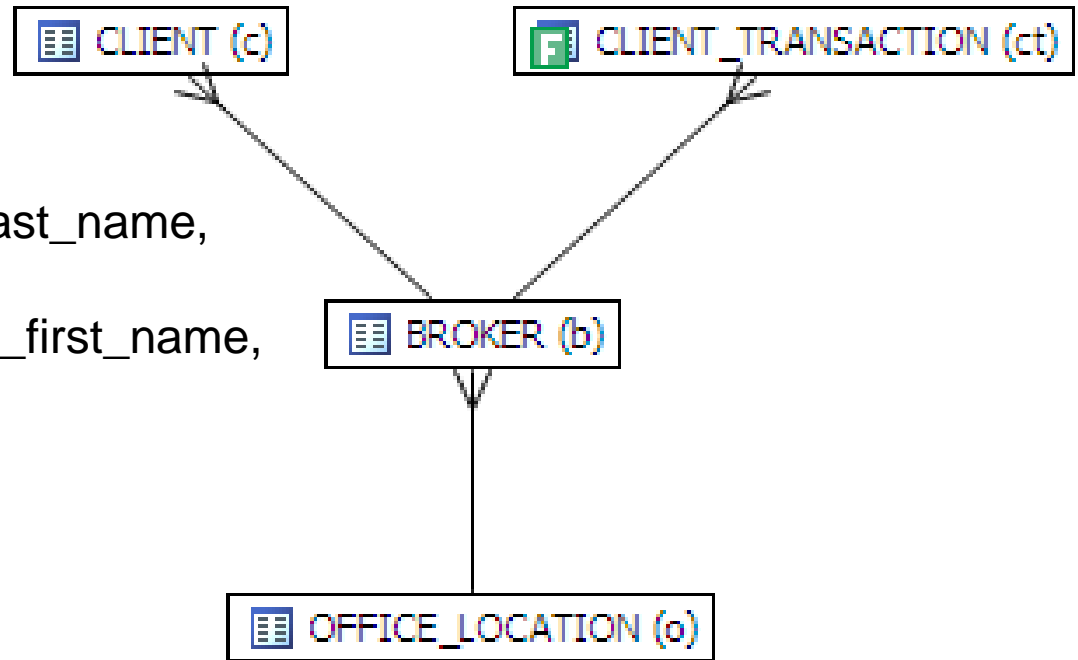 CLIENT (c)
CLIENT_TRANSACTION (ct)
ast_name,
_first_name,
BROKER (b)
OFFICE_LOCATION (o)